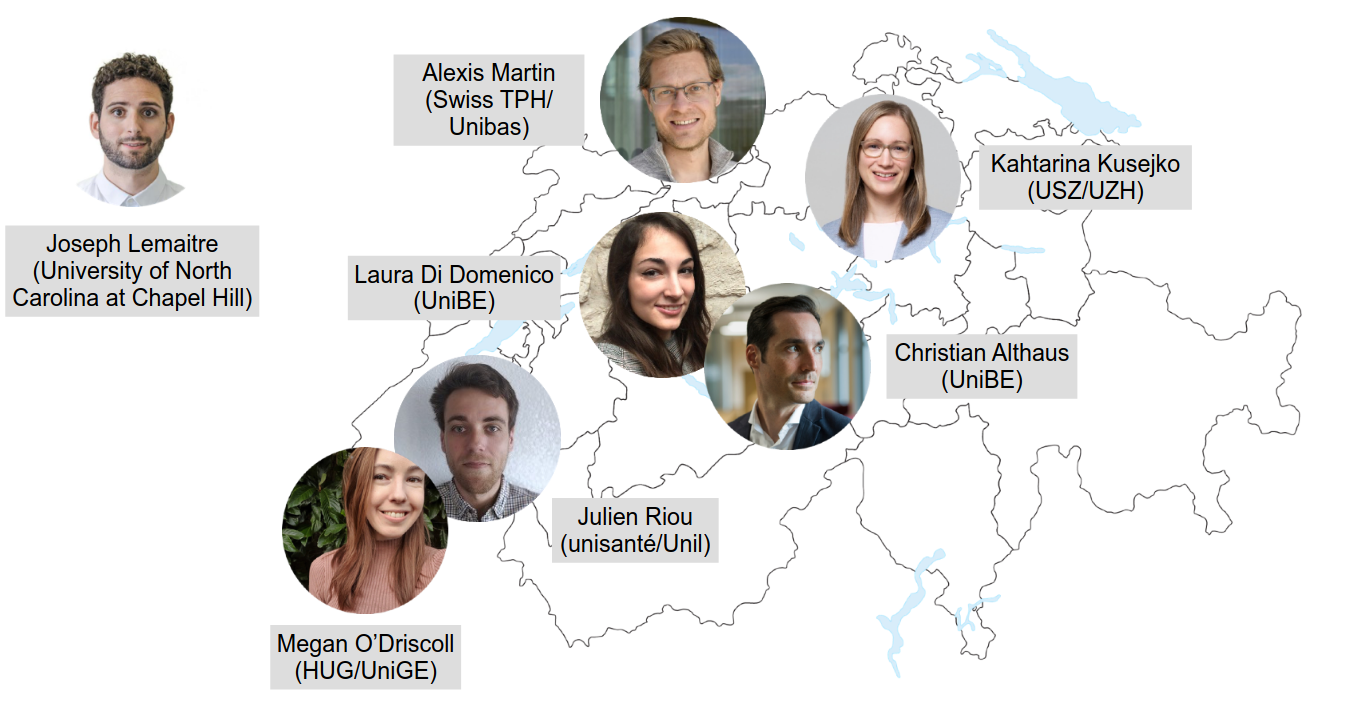 Alexis Martin
(Swiss TPH/
Unibas)
Kahtarina Kusejko
(USZ/UZH)
Joseph Lemaitre
(University of North
Carolina at Chapel Hill)
Laura Di Domenico
(UniBE)
Christian Althaus
(UniBE)
Julien Riou
(unisanté/Unil)
Megan O’Driscoll
(HUG/UniGE)